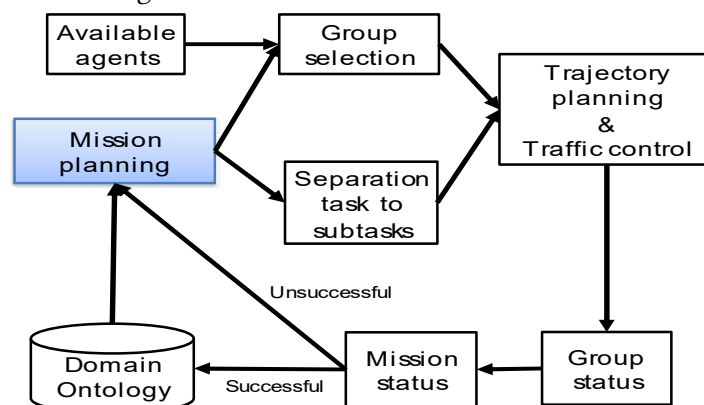 Available
agents
Group
selection
Trajectory
planning
&
Traffic control
Mission
planning
Separation
task to
subtasks
Unsuccessful
Domain
Ontology
Successful
Mission
status
Group
status